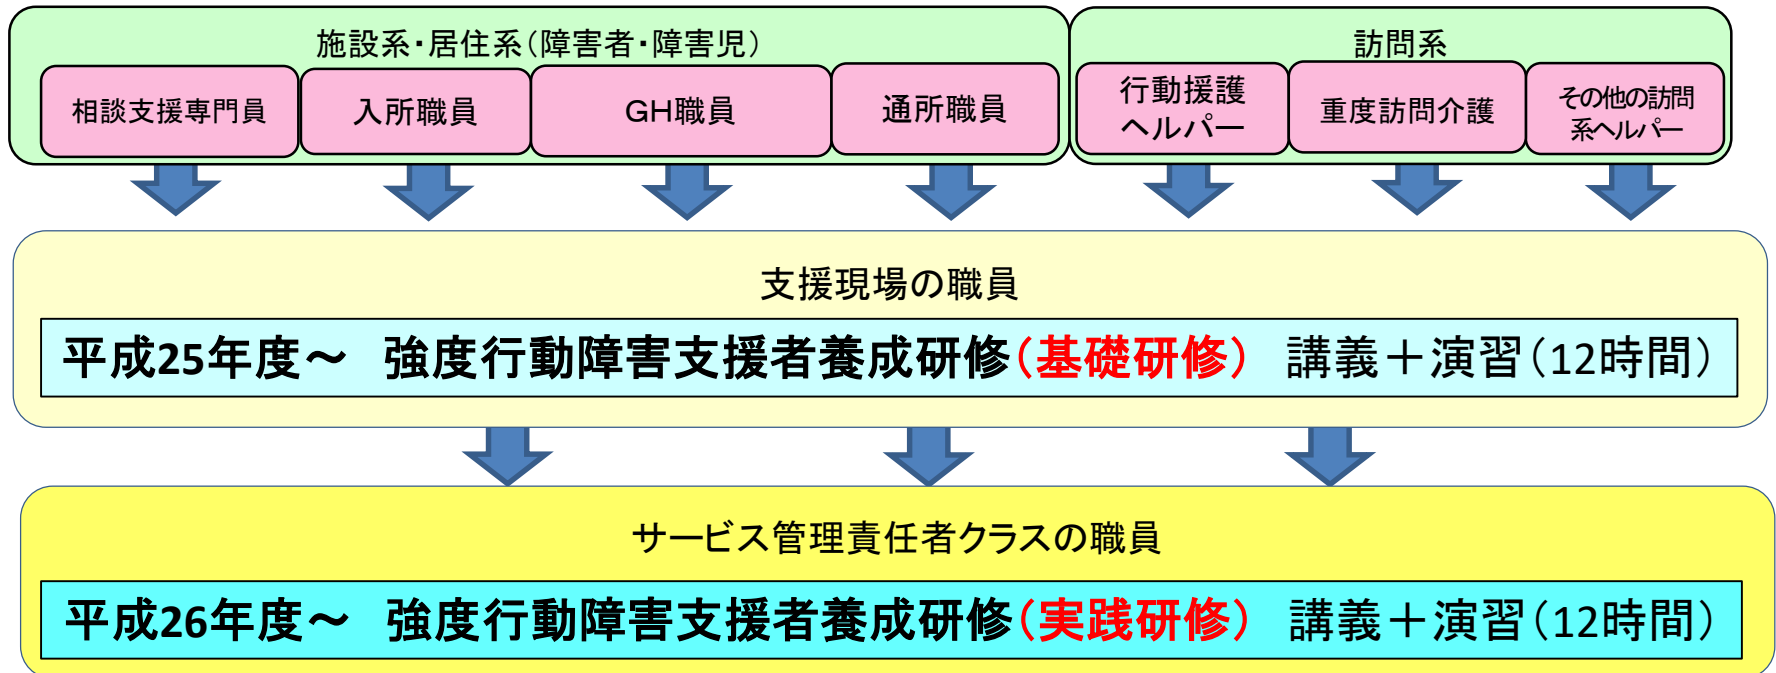 施設系・居住系（障害者・障害児）
訪問系
相談支援専門員
入所職員
ＧＨ職員
通所職員
行動援護
ヘルパー
重度訪問介護
その他の訪問
系ヘルパー
支援現場の職員
平成25年度～　強度行動障害支援者養成研修（基礎研修）　講義＋演習（12時間）
サービス管理責任者クラスの職員
平成26年度～　強度行動障害支援者養成研修（実践研修）　講義＋演習（12時間）